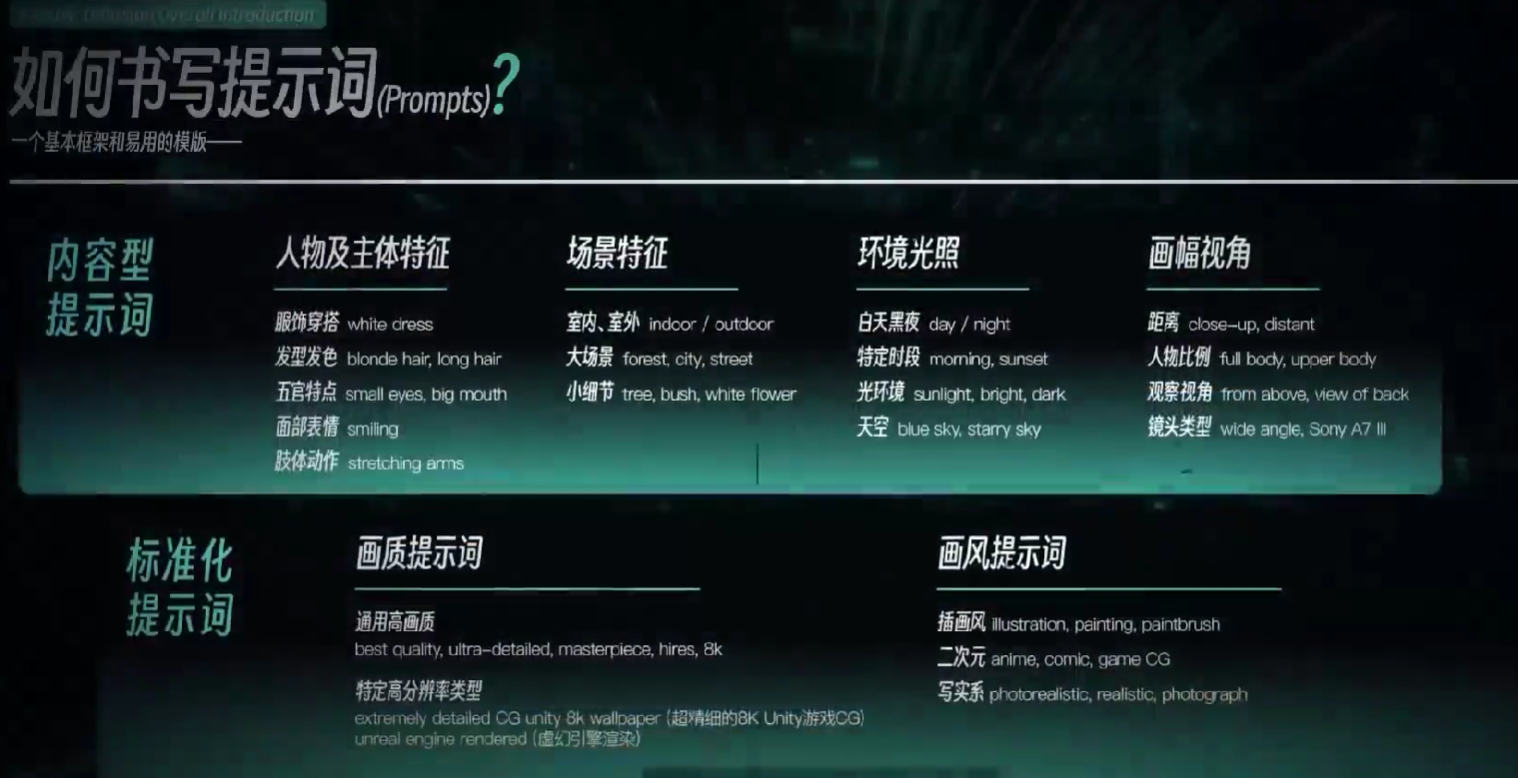 Overall Introduction
如何书写提示词(Prompts)?
一个基本框架和易用的模版——
内容型
提示词
人物及主体特征
服饰穿搭 white dress
发型发色 blonde hair, long hair
五官特点 small eyes, big mouth
面部表情 smiling
肢体动作 stretching arms
场景特征
室内、室外 indoor / outdoor
大场景 forest, city, street
小细节 tree, bush, white flower
环境光照
白天黑夜 day / night
特定时段 morning, sunset
光环境 sunlight, bright, dark
天空 blue sky, starry sky
画幅视角
距离 close-up, distant
人物比例 full body, upper body
观察视角 from above, view of back
镜头类型 wide angle, Sony A7 III
标准化
提示词
画质提示词
通用高画质
best quality, ultra-detailed, masterpiece, hires, 8k
特定高分辨率类型
extremely detailed CG unity 8k wallpaper (超精细的8K Unity游戏CG)
unreal engine rendered (虚幻引擎渲染)
画风提示词
插画风 illustration, painting, paintbrush
二次元 anime, comic, game CG
写实系 photorealistic, realistic, photograph